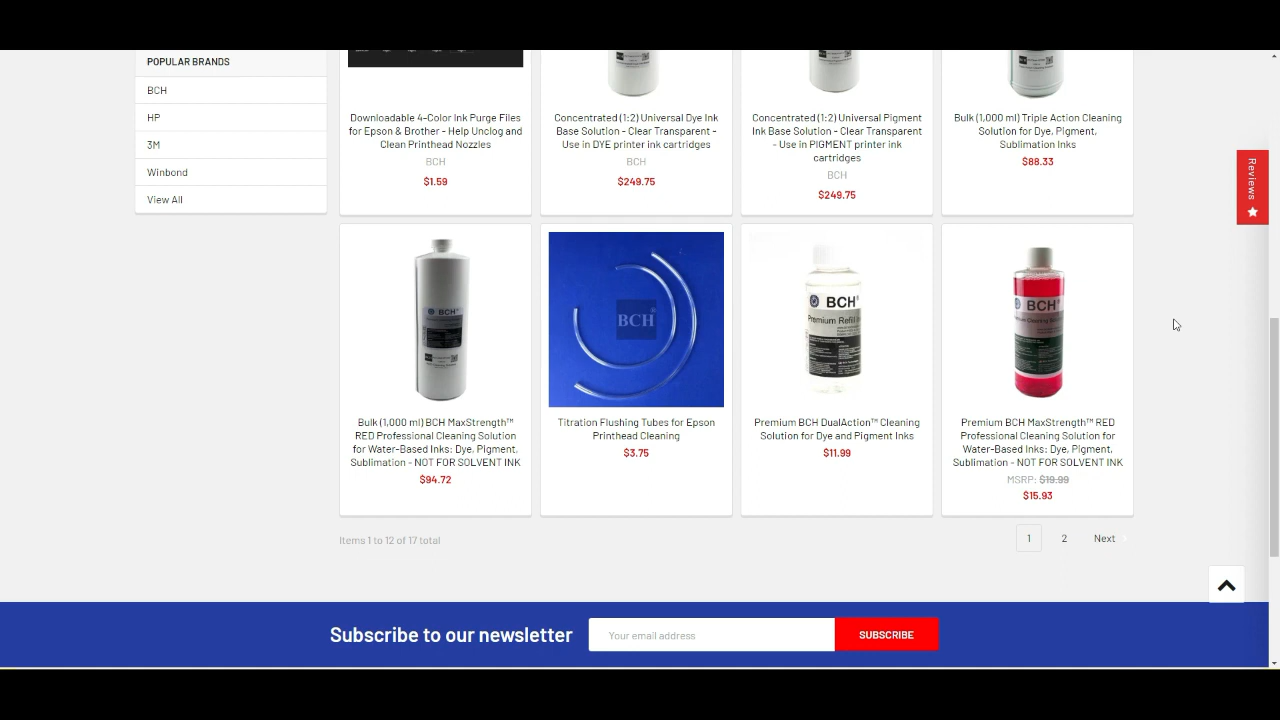 POPULAR BRANDS
BCH
HP
3M
Winbond
View All
Downloadable 4-Color Ink Purge Files
for Epson & Brother - Help Unclog and
Clean Printhead Nozzles
BCH
$1.59
Concentrated (1:2) Universal Dye Ink
Base Solution - Clear Transparent -
Use in DYE printer ink cartridges
BCH
$249.75
Concentrated (1:2) Universal Pigment
Ink Base Solution - Clear Transparent
- Use in PIGMENT printer ink
cartridges
BCH
$249.75
Bulk (1,000 ml) Triple Action Cleaning
Solution for Dye, Pigment,
Sublimation Inks
$88.33
Reviews
BCH
Bulk (1,000 ml) BCH MaxStrength™
RED Professional Cleaning Solution
for Water-Based Inks: Dye, Pigment,
Sublimation - NOT FOR SOLVENT INK
$94.72
BCH®
Titration Flushing Tubes for Epson
Printhead Cleaning
$3.75
BCH®
Premium Refill
Premium BCH DualAction™ Cleaning
Solution for Dye and Pigment Inks
$11.99
BCH®
Premium Cleaning Solution
Premium BCH MaxStrength™ RED
Professional Cleaning Solution for
Water-Based Inks: Dye, Pigment,
Sublimation - NOT FOR SOLVENT INK
MSRP: $19.99
$15.93
Items 1 to 12 of 17 total
1
2
Next
Subscribe to our newsletter
Your email address
SUBSCRIBE